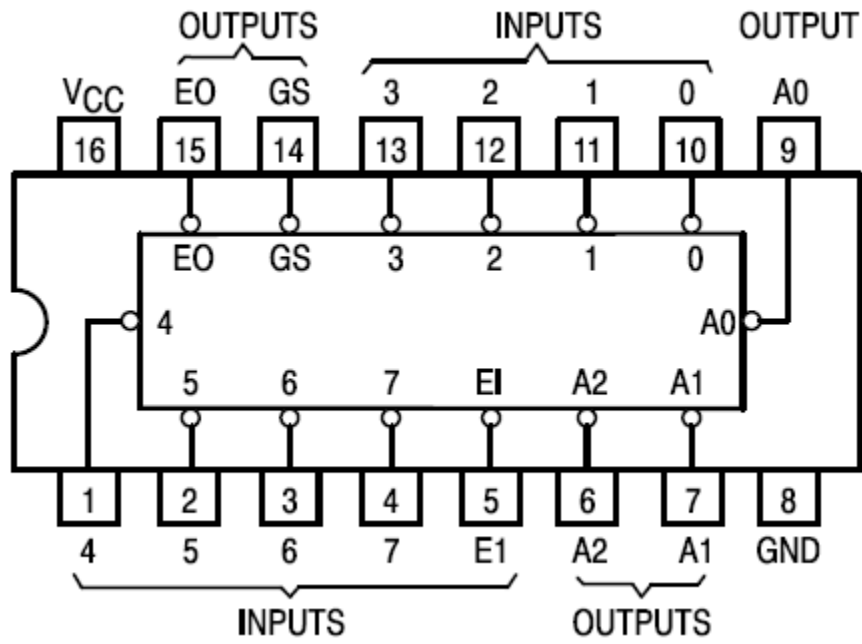 OUTPUTS INPUTS OUTPUT
VCC EO GS 3 2 1 0 A0
16 15 14 13 12 11 10 9
EO GS 3 2 1 0
4 A0
5 6 7 EI A2 A1
1 2 3 4 5 6 7 8
4 5 6 7 E1 A2 A1 GND
INPUTS OUTPUTS